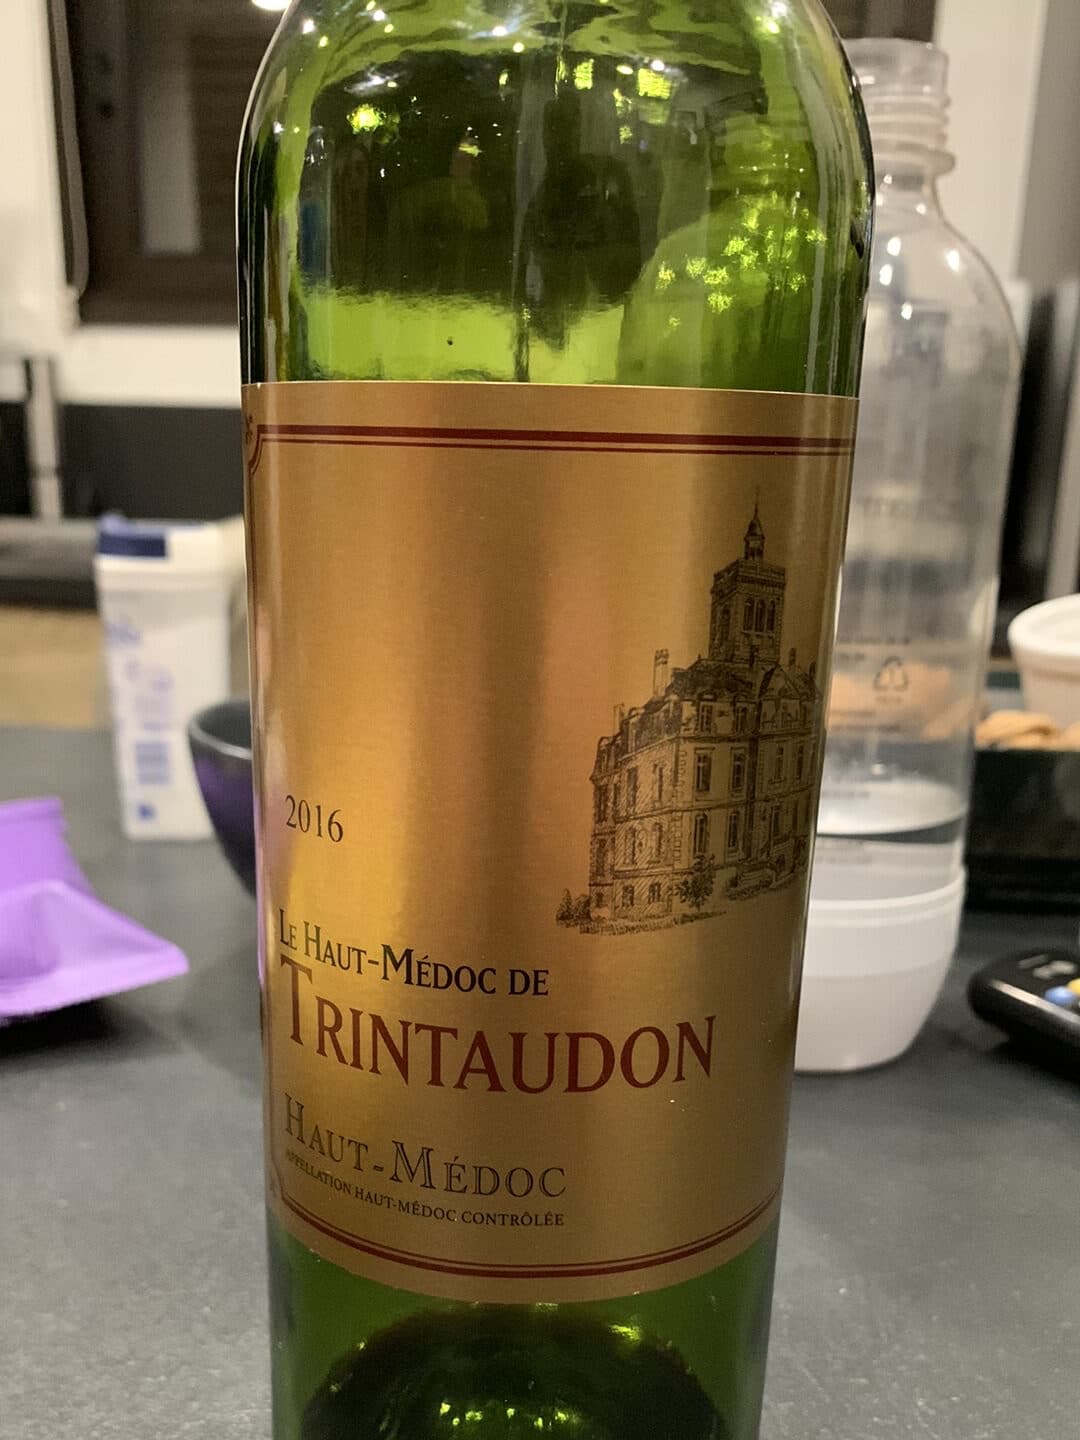 2016
Le Haut-Médoc de
Trintaudon
Haut-Médoc
APPELLATION HAUT-MÉDOC CONTRÔLÉE